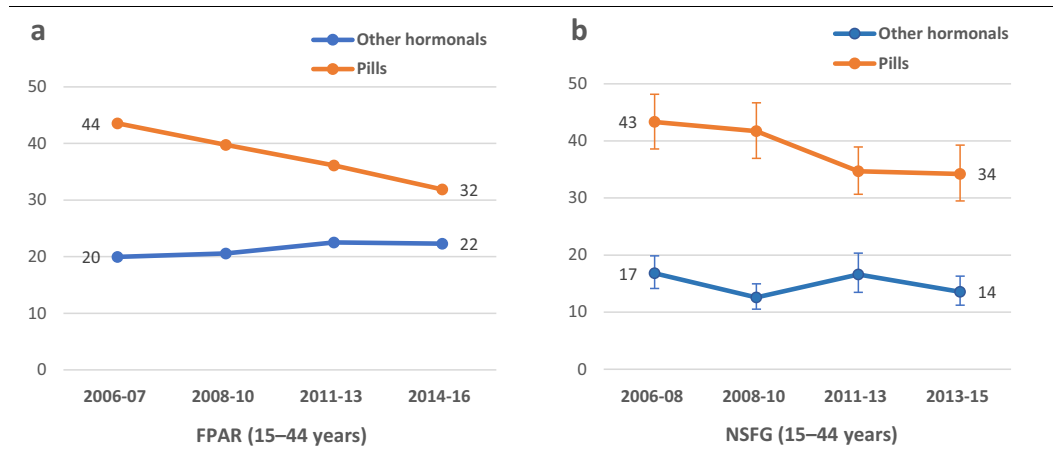 a
Other hormonals
Pills
50
40
30
20
10
0
44
32
20
22
2006-07 2008-10 2011-13 2014-16
FPAR (15–44 years)
b
Other hormonals
Pills
50
40
30
20
10
0
43
34
17
14
2006-08 2008-10 2011-13 2013-15
NSFG (15–44 years)